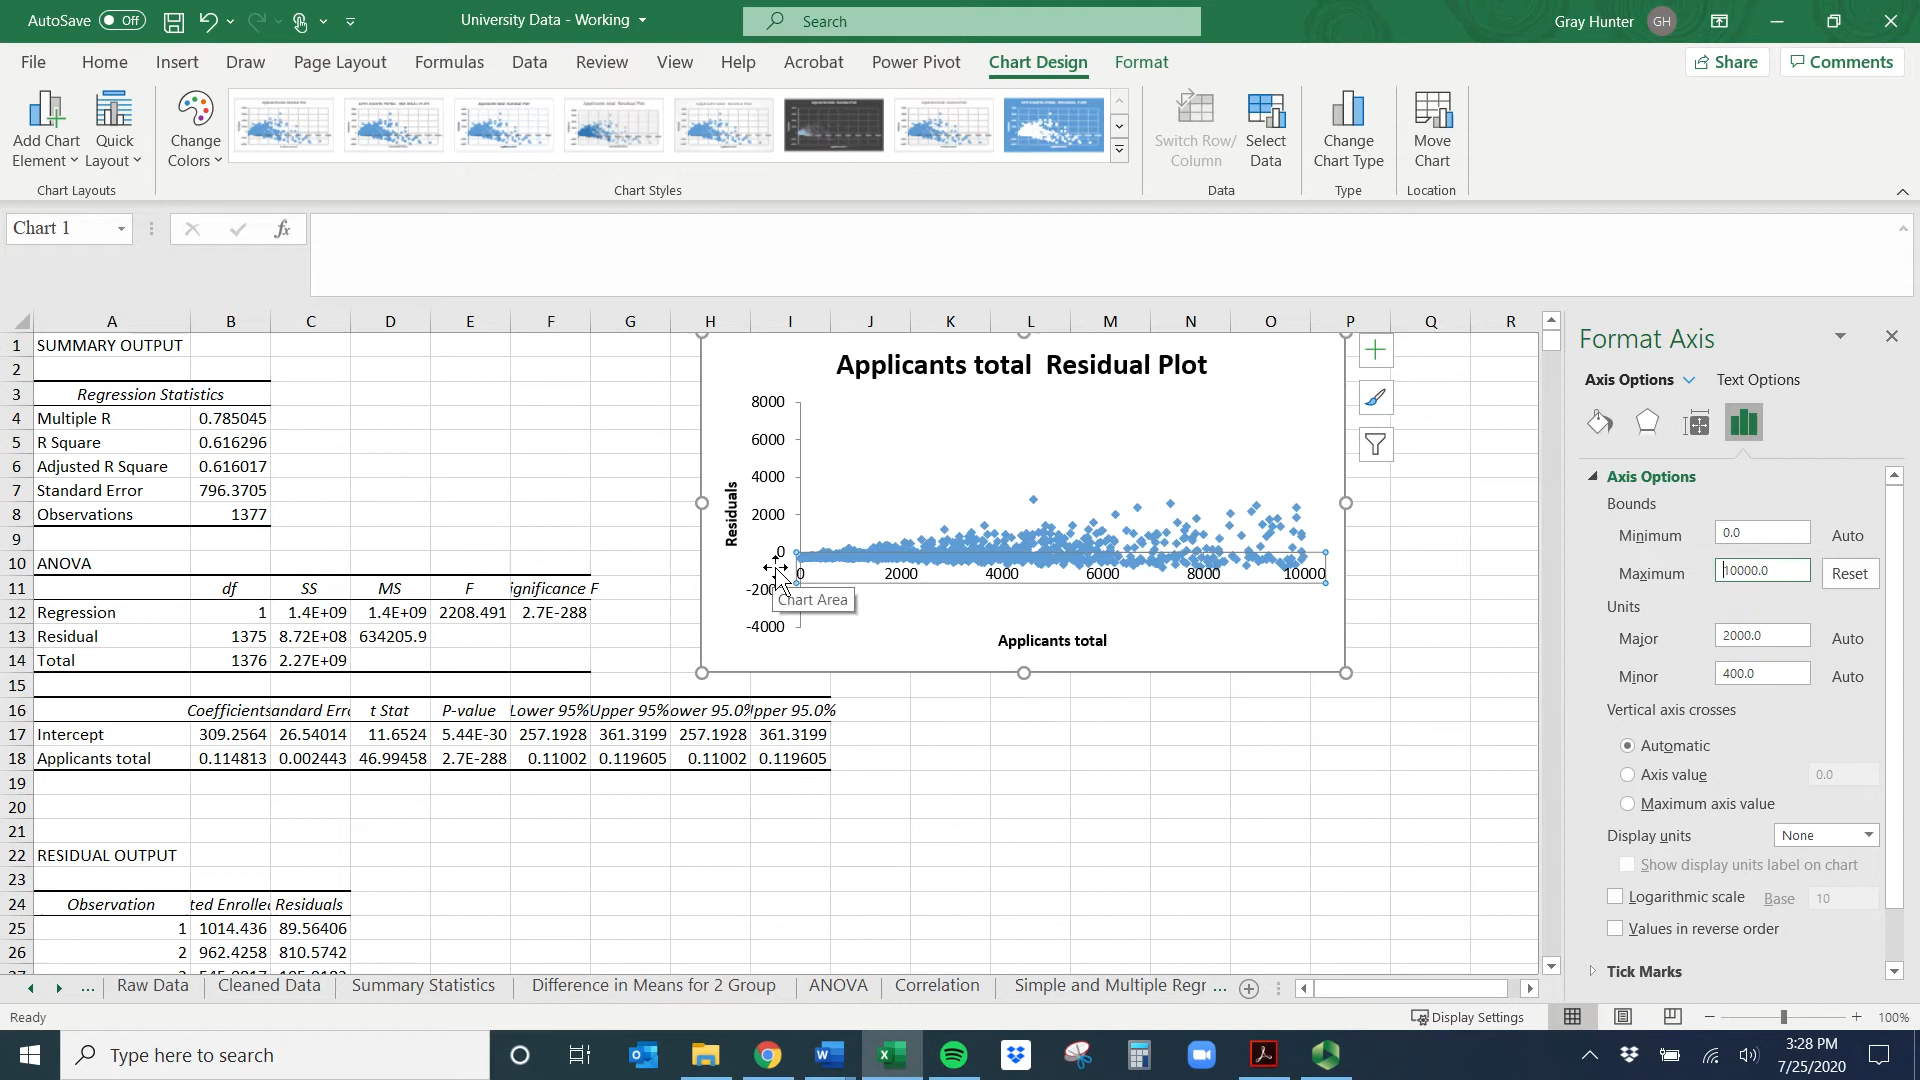 AutoSave Off University Data - Working Search Gray Hunter GH
File Home Insert Draw Page Layout Formulas Data Review View Help Acrobat Power Pivot Chart Design Format Share Comments
Add Chart Element Quick Layout Change Colors Switch Row/ Column Select Data Change Chart Type Move Chart
Chart Layouts Chart Styles Data Type Location
Chart 1 fx
A B C D E F G H I J K L M N O P Q R
1 SUMMARY OUTPUT
2
3 Regression Statistics
4 Multiple R 0.785045
5 R Square 0.616296
6 Adjusted R Square 0.616017
7 Standard Error 796.3705
8 Observations 1377
9
10 ANOVA
11 df SS MS F ignificance F
12 Regression 1 1.4E+09 1.4E+09 2208.491 2.7E-288
13 Residual 1375 8.72E+08 634205.9
14 Total 1376 2.27E+09
15
16 Coefficients andard Erro t Stat P-value Lower 95% Upper 95% ower 95.0% Ipper 95.0%
17 Intercept 309.2564 26.54014 11.6524 5.44E-30 257.1928 361.3199 257.1928 361.3199
18 Applicants total 0.114813 0.002443 46.99458 2.7E-288 0.11002 0.119605 0.11002 0.119605
19
20
21
22 RESIDUAL OUTPUT
23
24 Observation ted Enrolled Residuals
25 1 1014.436 89.56406
26 2 962.4258 810.5742
Applicants total Residual Plot
8000
6000
4000
2000
0
-4000
Residuals
0 2000 4000 6000 8000 10000
Chart Area
Applicants total
Format Axis
Axis Options Text Options
Axis Options
Bounds
Minimum 0.0 Auto
Maximum 10000.0 Reset
Units
Major 2000.0 Auto
Minor 400.0 Auto
Vertical axis crosses
Automatic
Axis value 0.0
Maximum axis value
Display units None
Show display units label on chart
Logarithmic scale Base 10
Values in reverse order
Tick Marks
... Raw Data Cleaned Data Summary Statistics Difference in Means for 2 Group ANOVA Correlation Simple and Multiple Regr ...
Ready Display Settings 100%
Type here to search
3:28 PM
7/25/2020